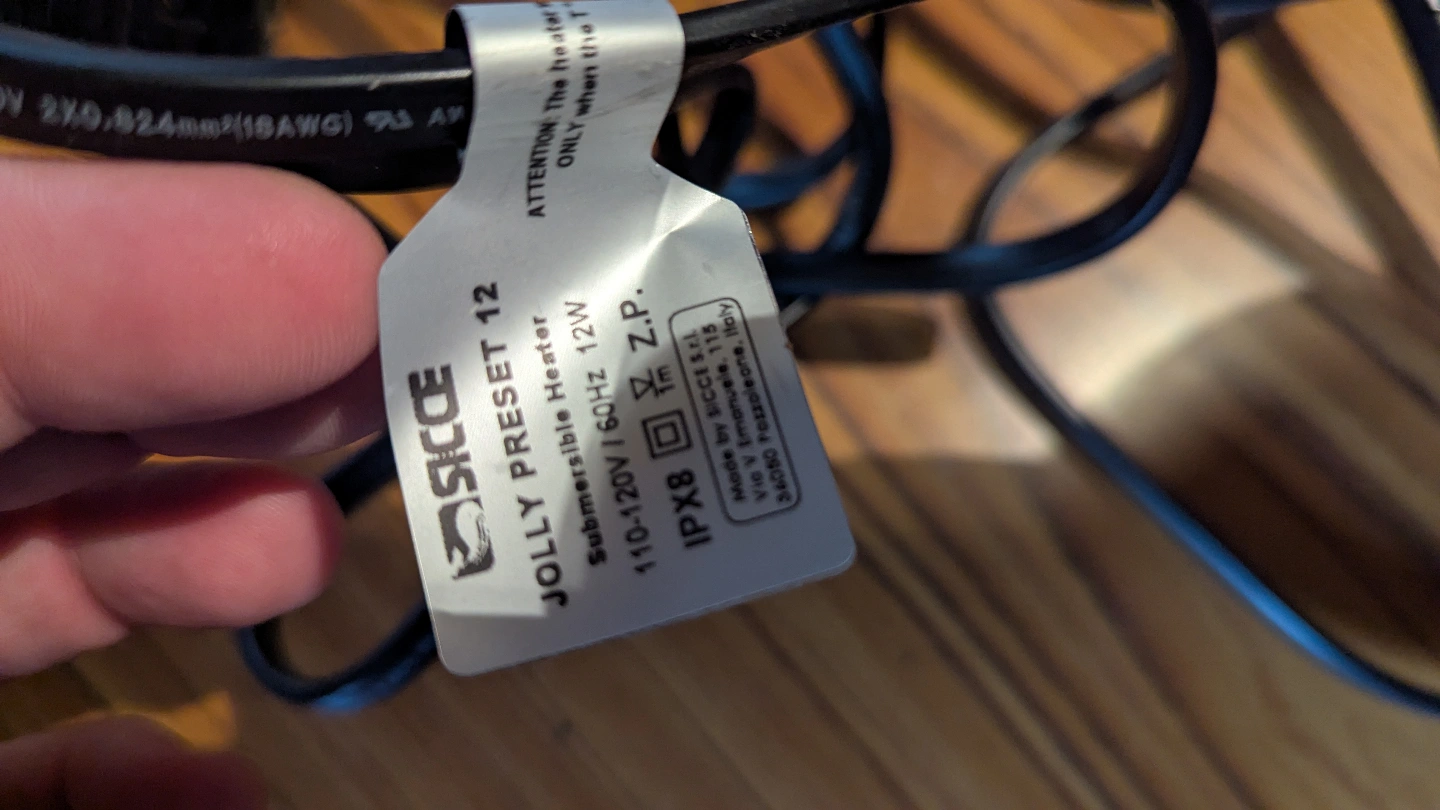 V 2X0.824mm²(18AWG)
ATTENTION: The heater
ONLY when the T
SICCE
JOLLY PRESET 12
Submersible Heater
110-120V / 60Hz 12W
IPX8 1m Z.P.
Made by SICCE s.r.l.
Via V. Emanuele, 115
36050 Pozzoleone, Italy